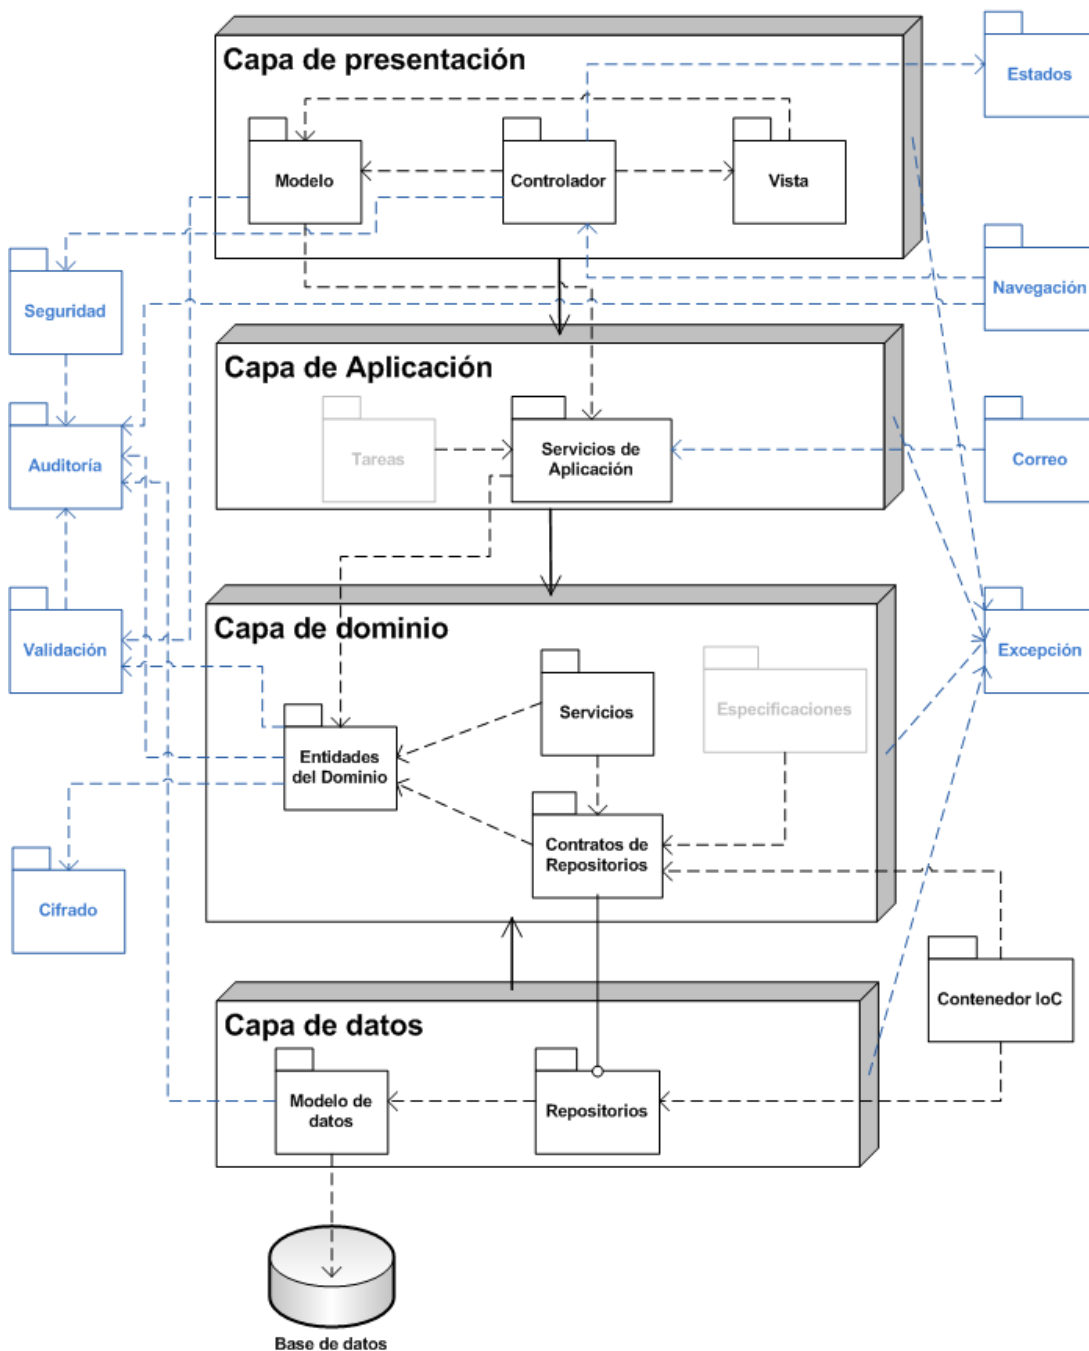 Capa de presentación
Estados
Modelo
Controlador
Vista
Seguridad
Navegación
Capa de Aplicación
Tareas
Servicios de
Aplicación
Auditoría
Correo
Capa de dominio
Validación
Servicios
Especificaciones
Excepción
Entidades
del Dominio
Contratos de
Repositorios
Cifrado
Contenedor IoC
Capa de datos
Modelo de
datos
Repositorios
Base de datos